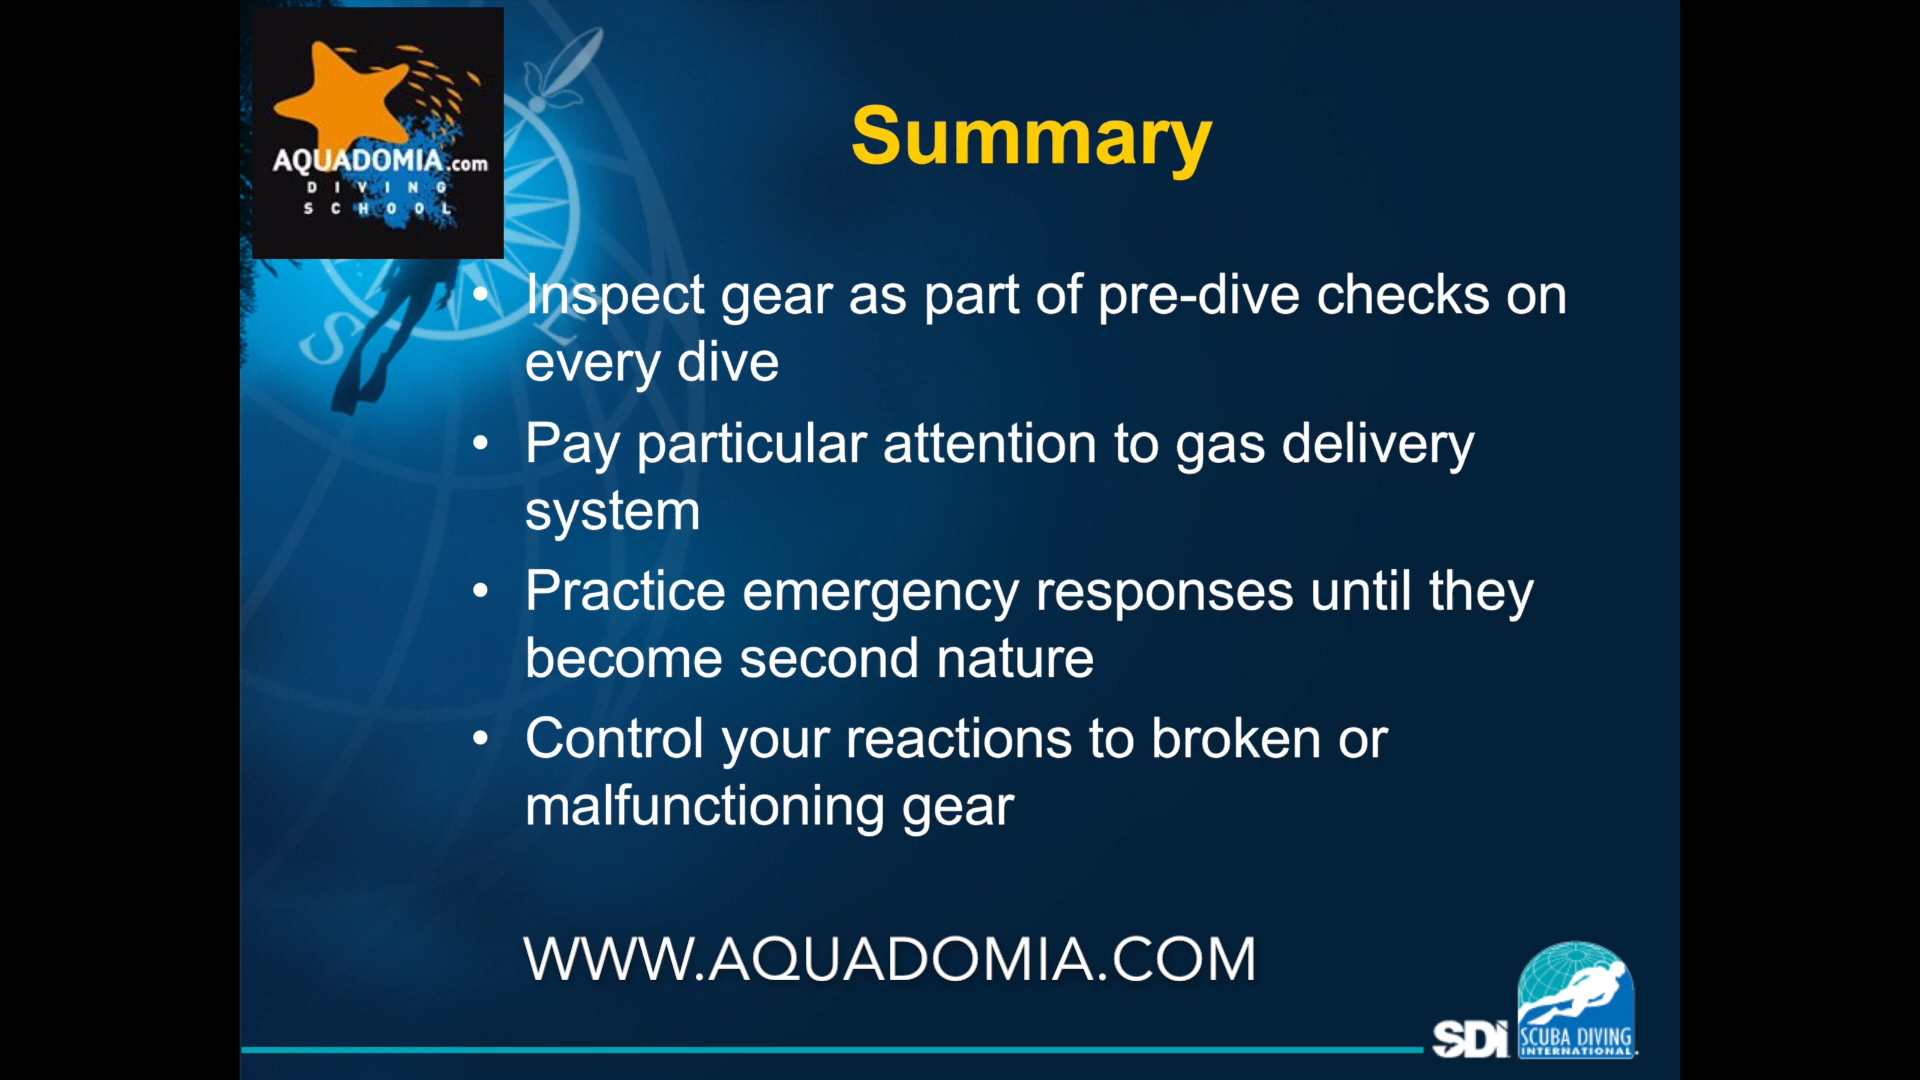 AQUADOMIA.com
DIVING
SCHOOL
S
E
Summary
• Inspect gear as part of pre-dive checks on
every dive
• Pay particular attention to gas delivery
system
• Practice emergency responses until they
become second nature
• Control your reactions to broken or
malfunctioning gear
WWW.AQUADOMIA.COM
SDI
SCUBA DIVING
INTERNATIONAL.